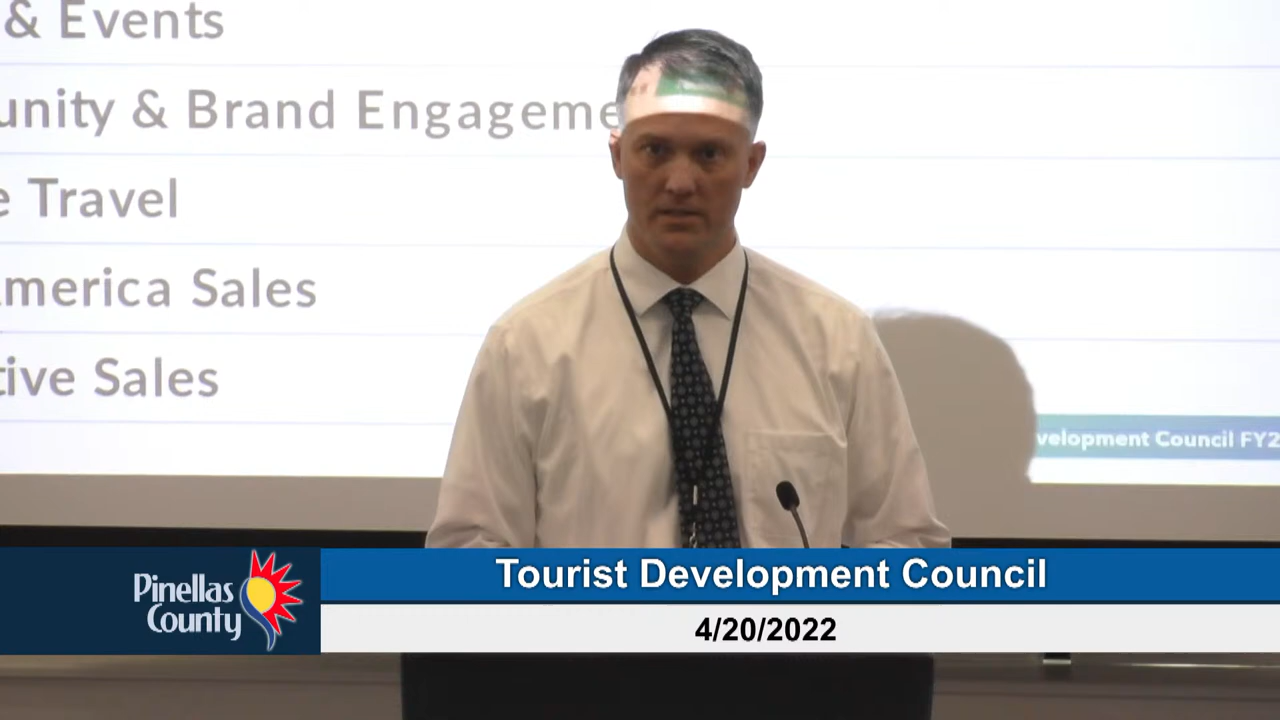 & Events
unity & Brand Engageme
e Travel
merica Sales
tive Sales
velopment Council FY2
Pinellas
County
Tourist Development Council
4/20/2022